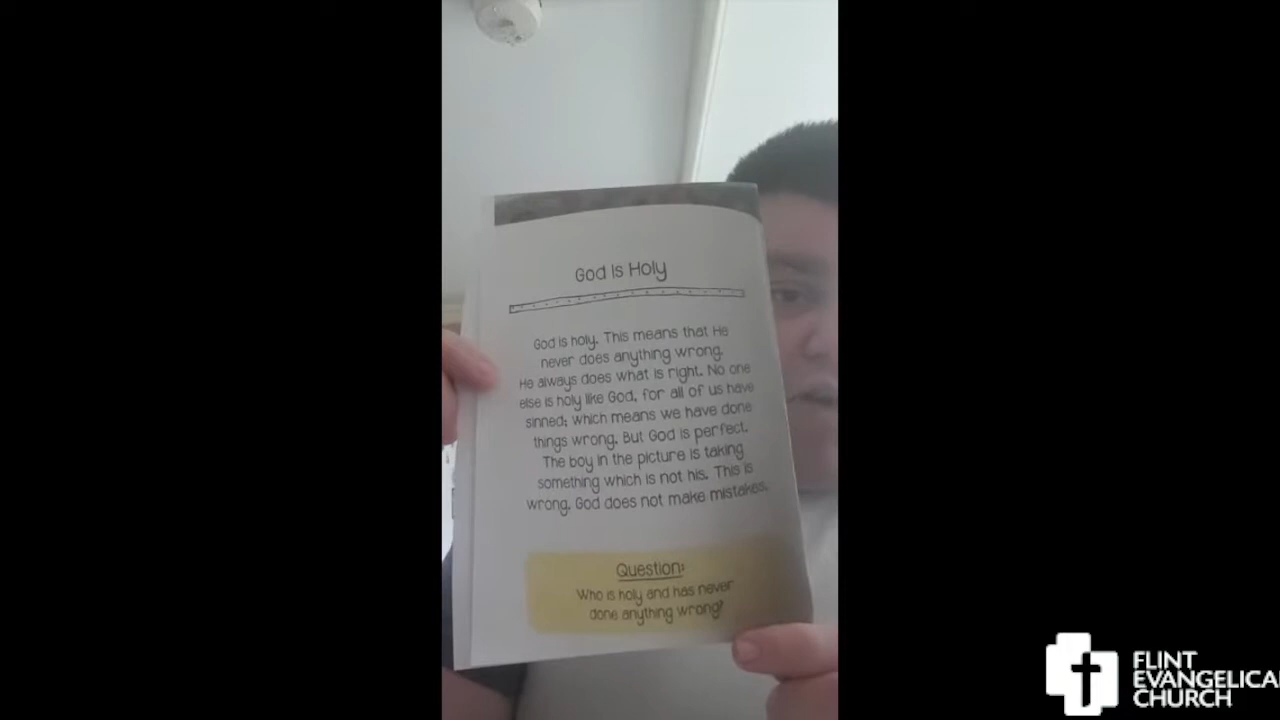 God Is Holy
God is holy. This means that He
never does anything wrong.
He always does what is right. No one
else is holy like God, for all of us have
sinned; which means we have done
things wrong. But God is perfect.
The boy in the picture is taking
something which is not his. This is
wrong. God does not make mistakes.
Question:
Who is holy and has never
done anything wrong?
FLINT
EVANGELICA
CHURCH